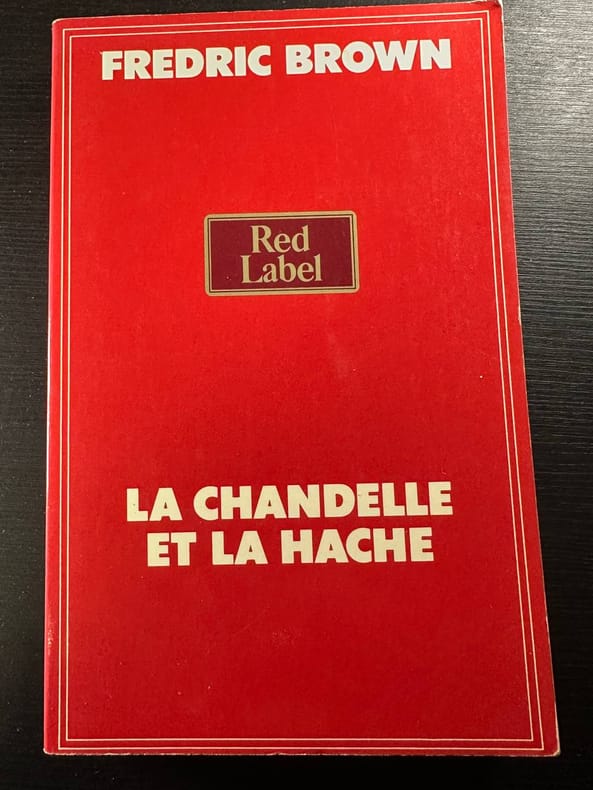 FREDRIC BROWN
Red
Label
LA CHANDELLE
ET LA HACHE